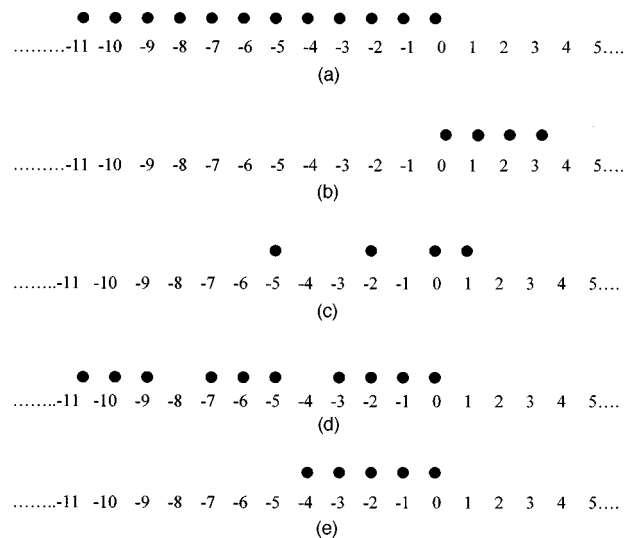 .........-11 -10 -9 -8 -7 -6 -5 -4 -3 -2 -1 0 1 2 3 4 5....
(a)
.........-11 -10 -9 -8 -7 -6 -5 -4 -3 -2 -1 0 1 2 3 4 5....
(b)
........-11 -10 -9 -8 -7 -6 -5 -4 -3 -2 -1 0 1 2 3 4 5....
(c)
........-11 -10 -9 -8 -7 -6 -5 -4 -3 -2 -1 0 1 2 3 4 5....
(d)
........-11 -10 -9 -8 -7 -6 -5 -4 -3 -2 -1 0 1 2 3 4 5....
(e)